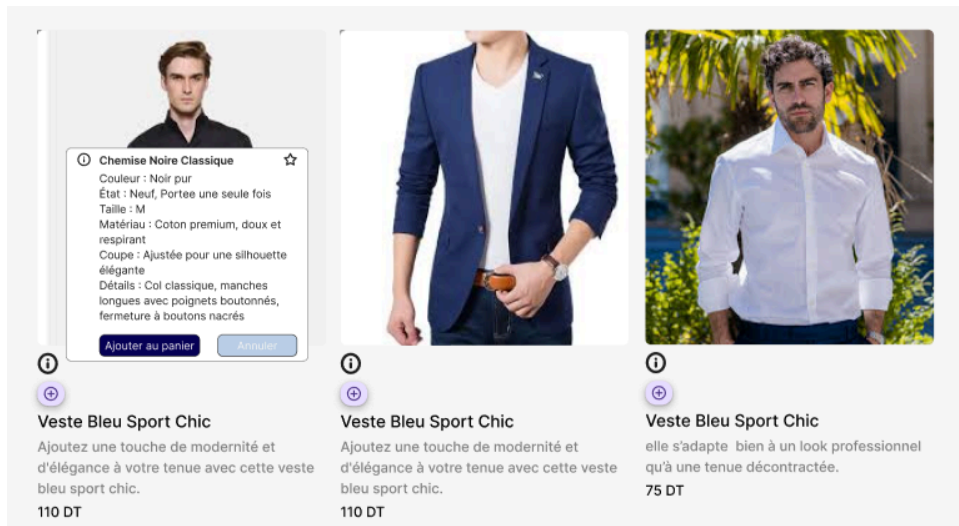 Chemise Noire Classique
Couleur : Noir pur
État : Neuf, Portee une seule fois
Taille : M
Matériau : Coton premium, doux et
respirant
Coupe : Ajustée pour une silhouette
élégante
Détails : Col classique, manches
longues avec poignets boutonnés,
fermeture à boutons nacrés
Ajouter au panier
Annuler
Veste Bleu Sport Chic
Ajoutez une touche de modernité et
d'élégance à votre tenue avec cette veste
bleu sport chic.
110 DT
Veste Bleu Sport Chic
Ajoutez une touche de modernité et
d'élégance à votre tenue avec cette veste
bleu sport chic.
110 DT
Veste Bleu Sport Chic
elle s'adapte bien à un look professionnel
qu'à une tenue décontractée.
75 DT